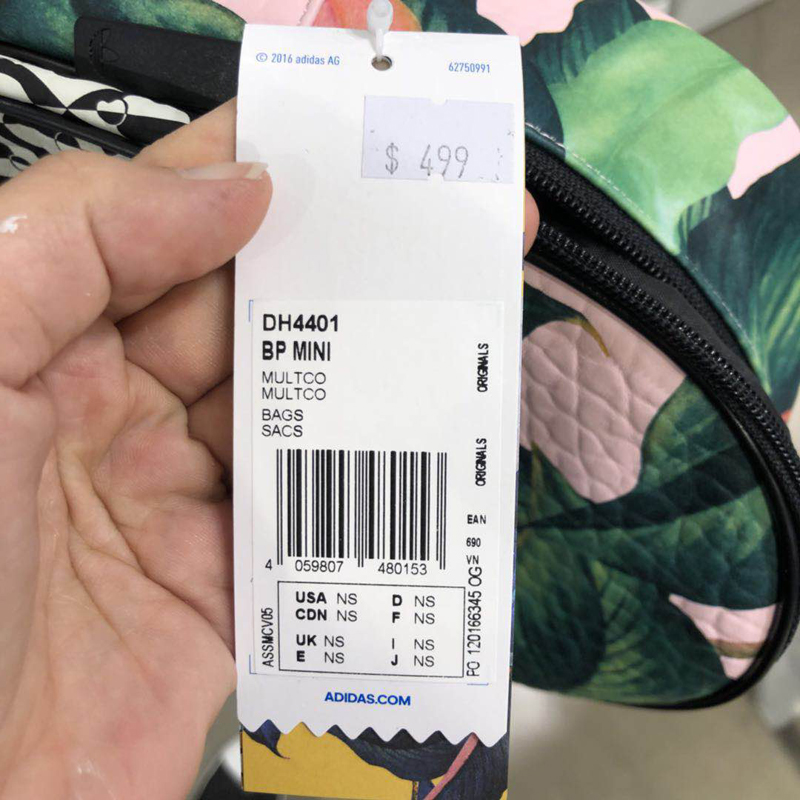 © 2016 adidas AG
62750991
$ 499
DH4401
BP MINI
MULTCO
MULTCO
BAGS
SACS
ORIGINALS
ORIGINALS
EAN
690
VN
4 059807 480153
ASSMCV05
USA NS D NS
CDN NS F NS
UK NS I NS
E NS J NS
PO 120166345 OG
ADIDAS.COM